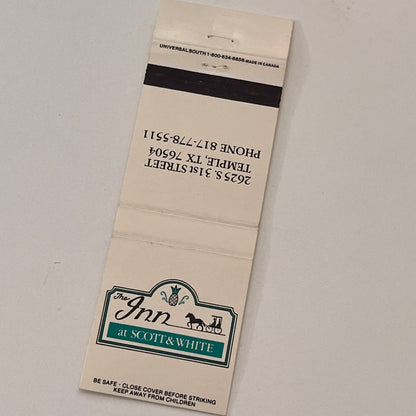 UNIVERSAL SOUTH 1-800-634-8858 MADE IN CANADA
2625 S. 31st STREET
TEMPLE, TX 76504
PHONE 817-778-5511
The
Inn
at SCOTT & WHITE
BE SAFE - CLOSE COVER BEFORE STRIKING
KEEP AWAY FROM CHILDREN